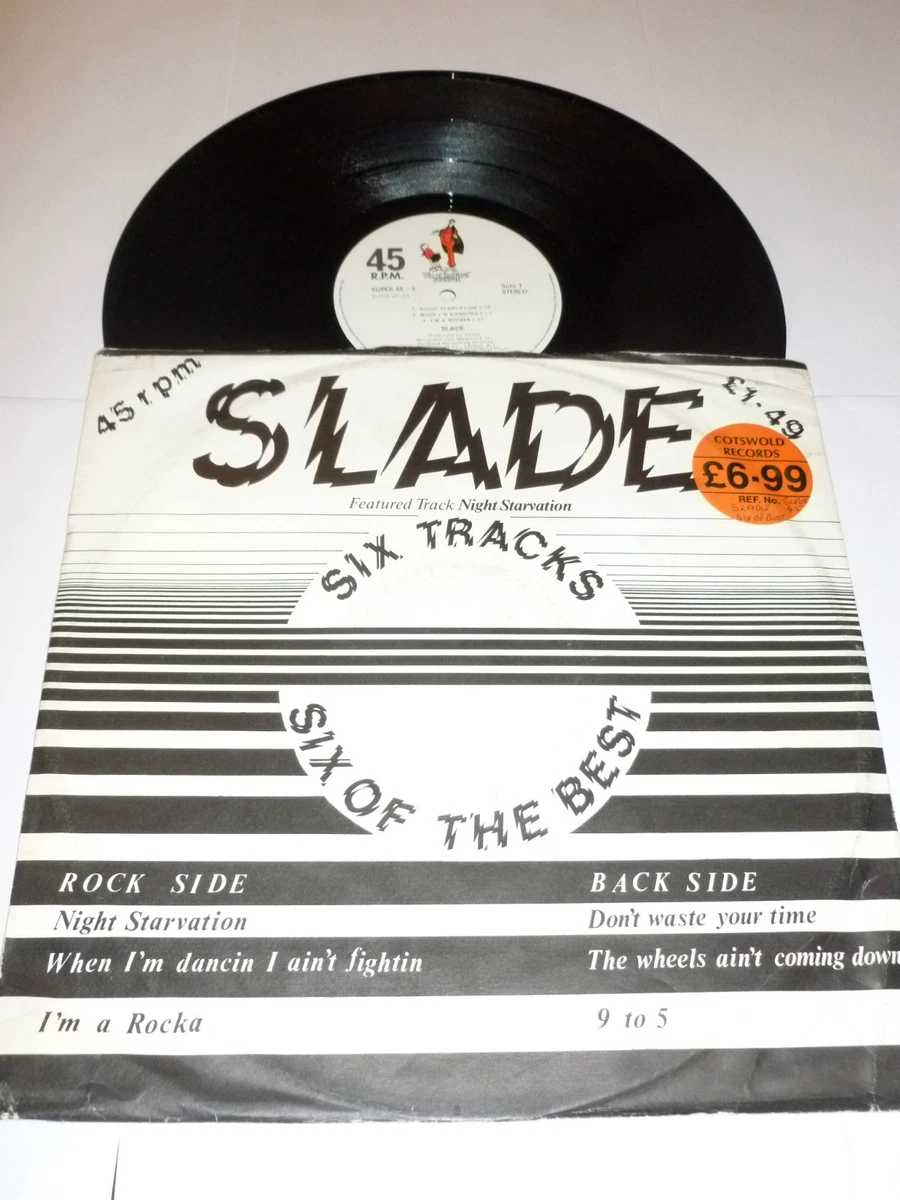 45
R.P.M.
SUPER 45 - 3
Side 1
STEREO
SLADE
45 rpm
SLADE
£1.49
COTSWOLD
RECORDS
£6.99
REF. No.
Featured Track Night Starvation
SIX TRACKS
SIX OF THE BEST
ROCK SIDE
Night Starvation
When I'm dancin I ain't fightin
I'm a Rocka
BACK SIDE
Don't waste your time
The wheels ain't coming down
9 to 5